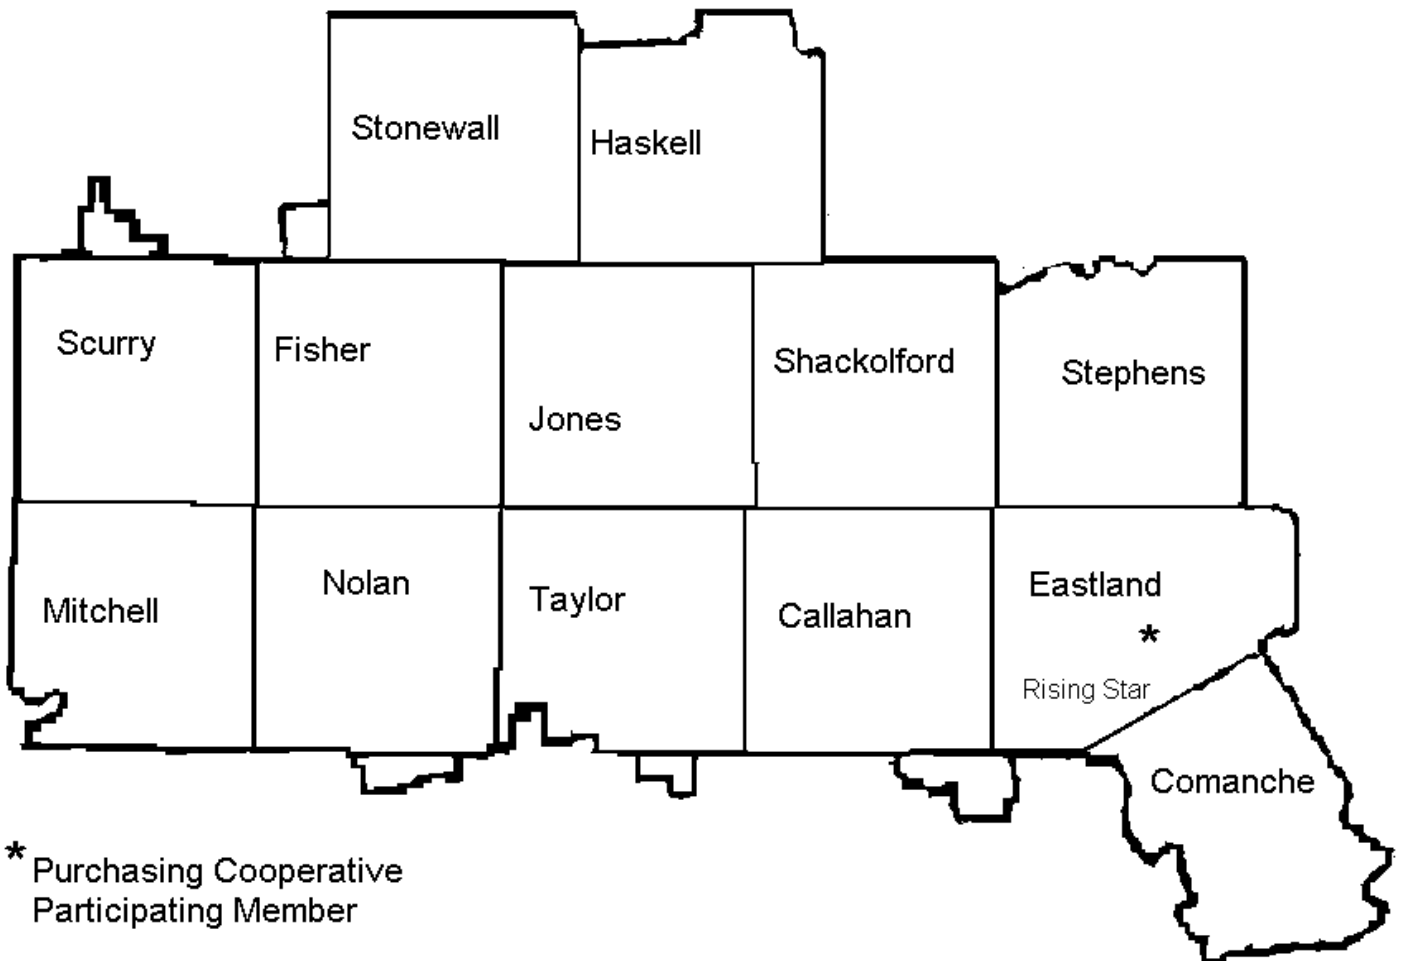 Stonewall
Haskell
Scurry
Fisher
Jones
Shackolford
Stephens
Mitchell
Nolan
Taylor
Callahan
Eastland
*
Rising Star
Comanche
* Purchasing Cooperative
Participating Member